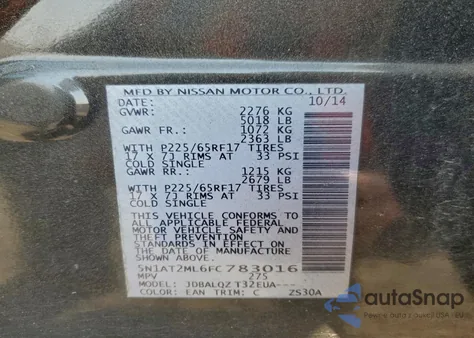 MFD BY NISSAN MOTOR CO., LTD.
DATE: 10/14
GVWR: 2276 KG
5018 LB
GAWR FR.: 1072 KG
2363 LB
WITH P225/65RF17 TIRES
17 X 7J RIMS AT 33 PSI
COLD SINGLE
GAWR RR.: 1215 KG
2679 LB
WITH P225/65RF17 TIRES
17 X 7J RIMS AT 33 PSI
COLD SINGLE
THIS VEHICLE CONFORMS TO
ALL APPLICABLE FEDERAL
MOTOR VEHICLE SAFETY AND
THEFT PREVENTION
STANDARDS IN EFFECT ON
THE DATE OF MANUFACTURE
SHOWN ABOVE.
5N1AT2ML6FC783016
MPV 275
MODEL: JDBALQZ T32EUA---
COLOR: EAN TRIM: C ZS30A
autoSnap